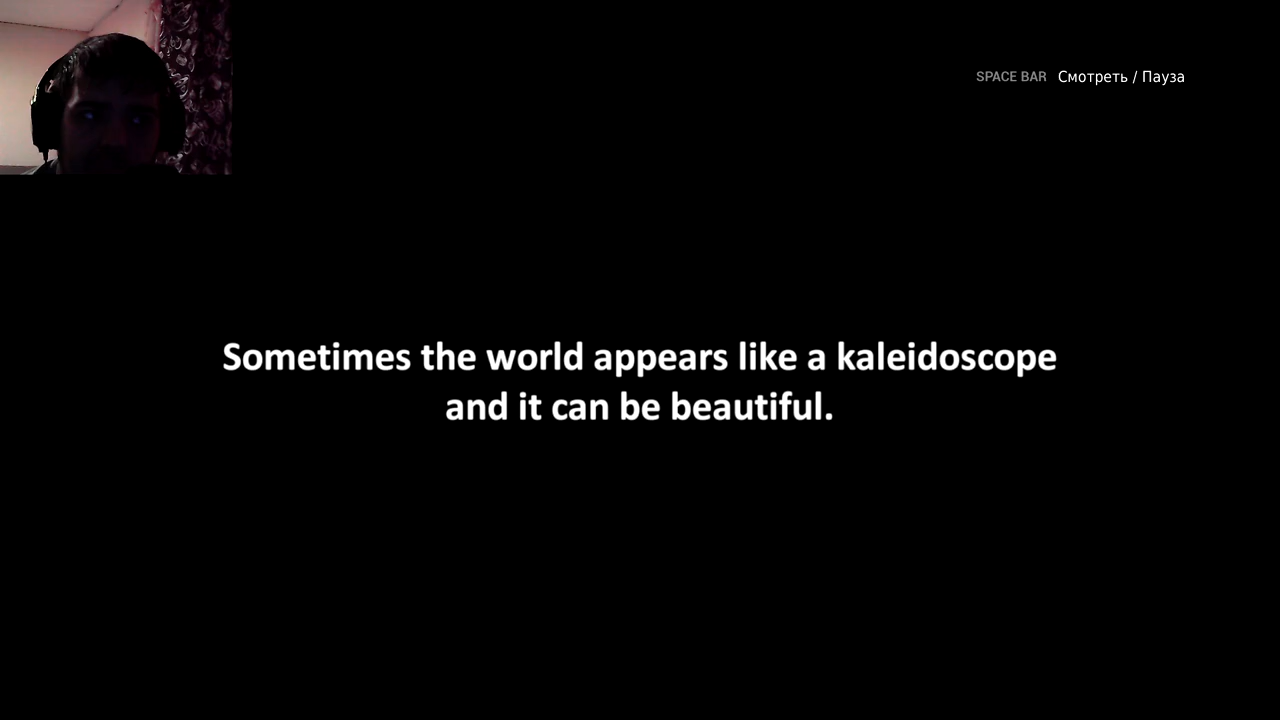 SPACE BAR Смотреть / Пауза
Sometimes the world appears like a kaleidoscope
and it can be beautiful.